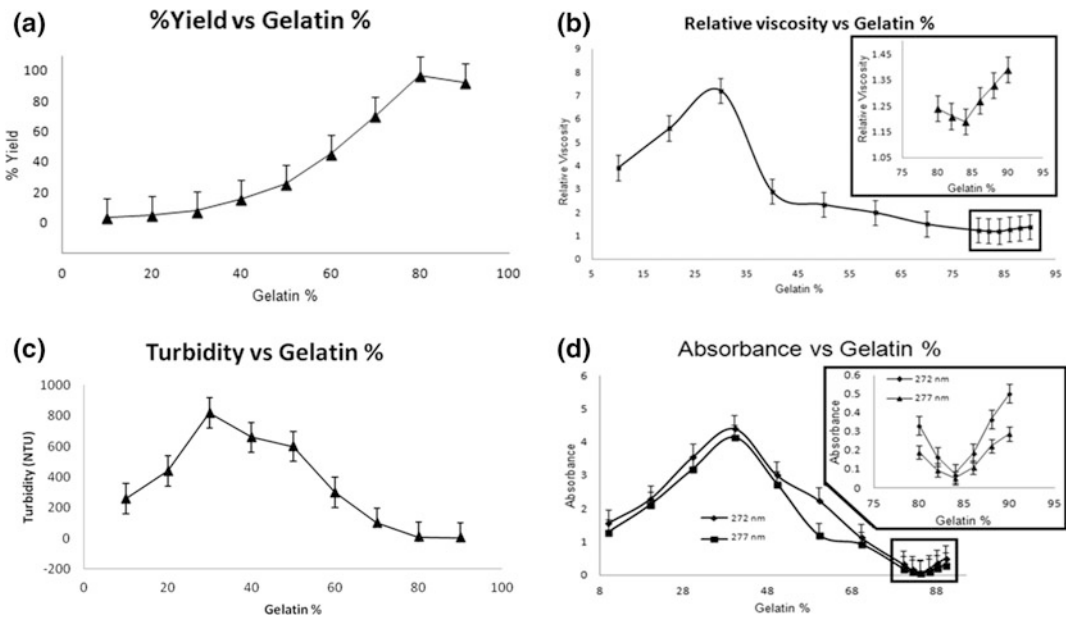 (a)
%Yield vs Gelatin %
% Yield
100
80
60
40
20
0
0 20 40 60 80 100
Gelatin %
(b)
Relative viscosity vs Gelatin %
Relative Viscosity
9
8
7
6
5
4
3
2
1
0
5 15 25 35 45 55 65 75 85 95
Gelatin %
Relative Viscosity
1.45
1.35
1.25
1.15
1.05
75 80 85 90 95
Gelatin %
(c)
Turbidity vs Gelatin %
Turbidity (NTU)
1000
800
600
400
200
0
-200
0 20 40 60 80 100
Gelatin %
(d)
Absorbance vs Gelatin %
Absorbance
6
5
4
3
2
1
0
8 28 48 68 88
Gelatin %
272 nm
277 nm
Absorbance
0.6
0.5
0.4
0.3
0.2
0.1
0
75 80 85 90 95
Gelatin %
272 nm
277 nm